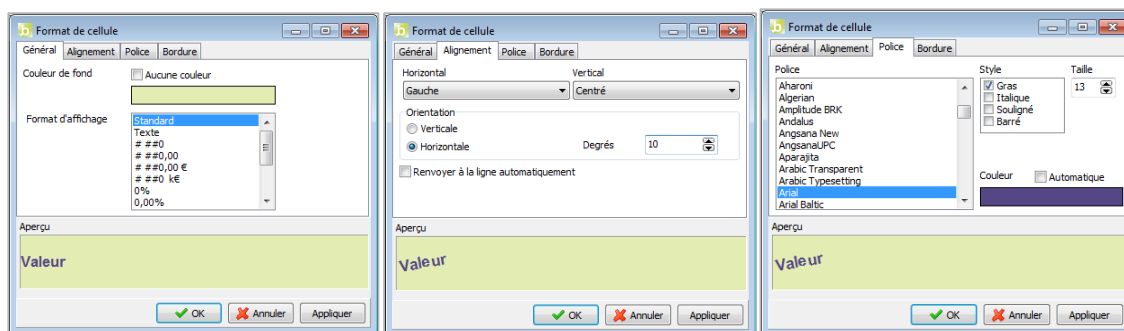 Format de cellule
Général Alignement Police Bordure
Couleur de fond
Aucune couleur
Format d'affichage
Standard
Texte
# ##0
# ##0,00
# ##0,00 €
# ##0 k€
0%
0,00%
Aperçu
Valeur
OK Annuler Appliquer
Format de cellule
Général Alignement Police Bordure
Horizontal Vertical
Gauche Centré
Orientation
Verticale
Horizontale Degrés 10
Renvoyer à la ligne automatiquement
Aperçu
Valeur
OK Annuler Appliquer
Format de cellule
Général Alignement Police Bordure
Police Style Taille
Aharoni
Algerian
Amplitude BRK
Andalus
Angsana New
AngsanaUPC
Aparajita
Arabic Transparent
Arabic Typesetting
Arial
Arial Baltic
Gras
Italique
Souligné
Barré
13
Couleur Automatique
Aperçu
Valeur
OK Annuler Appliquer